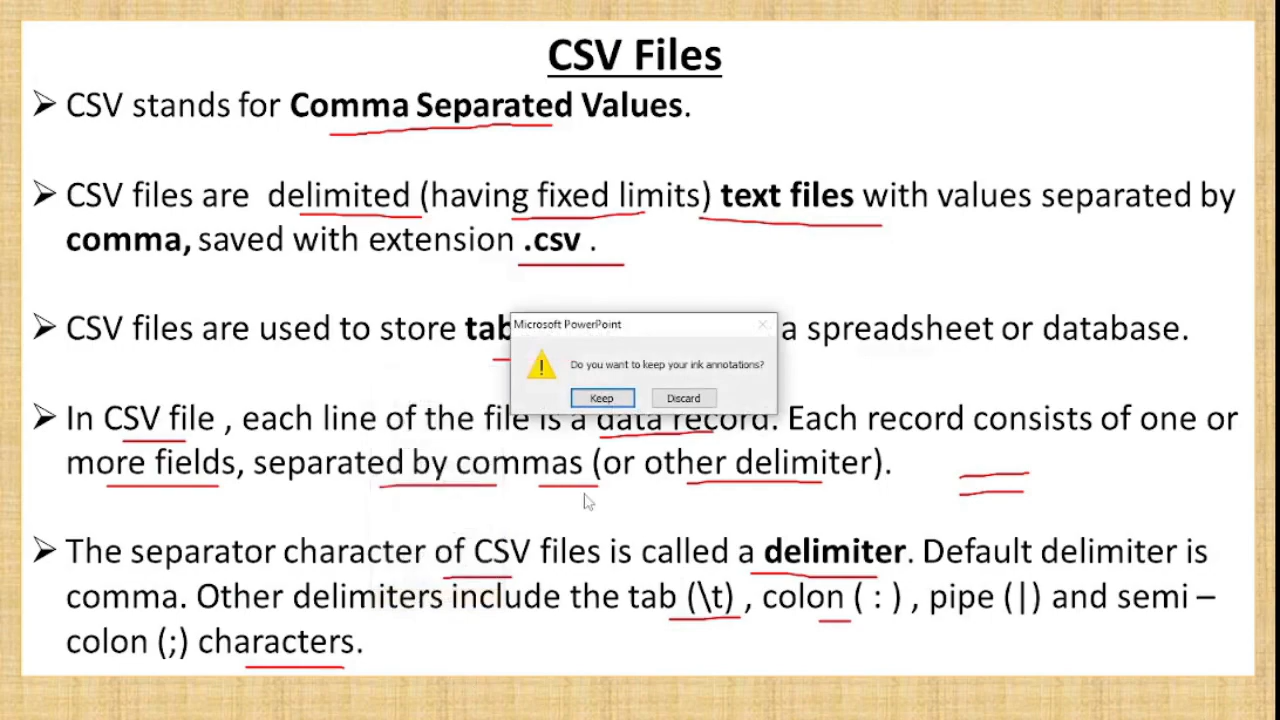 CSV Files
➢ CSV stands for Comma Separated Values.
➢ CSV files are delimited (having fixed limits) text files with values separated by
comma, saved with extension .csv .
➢ CSV files are used to store a spreadsheet or database.
Microsoft PowerPoint
Do you want to keep your ink annotations?
Keep Discard
➢ In CSV file , each line of the file is a data record. Each record consists of one or
more fields, separated by commas (or other delimiter).
➢ The separator character of CSV files is called a delimiter. Default delimiter is
comma. Other delimiters include the tab (\t) , colon ( : ) , pipe (|) and semi –
colon (;) characters.